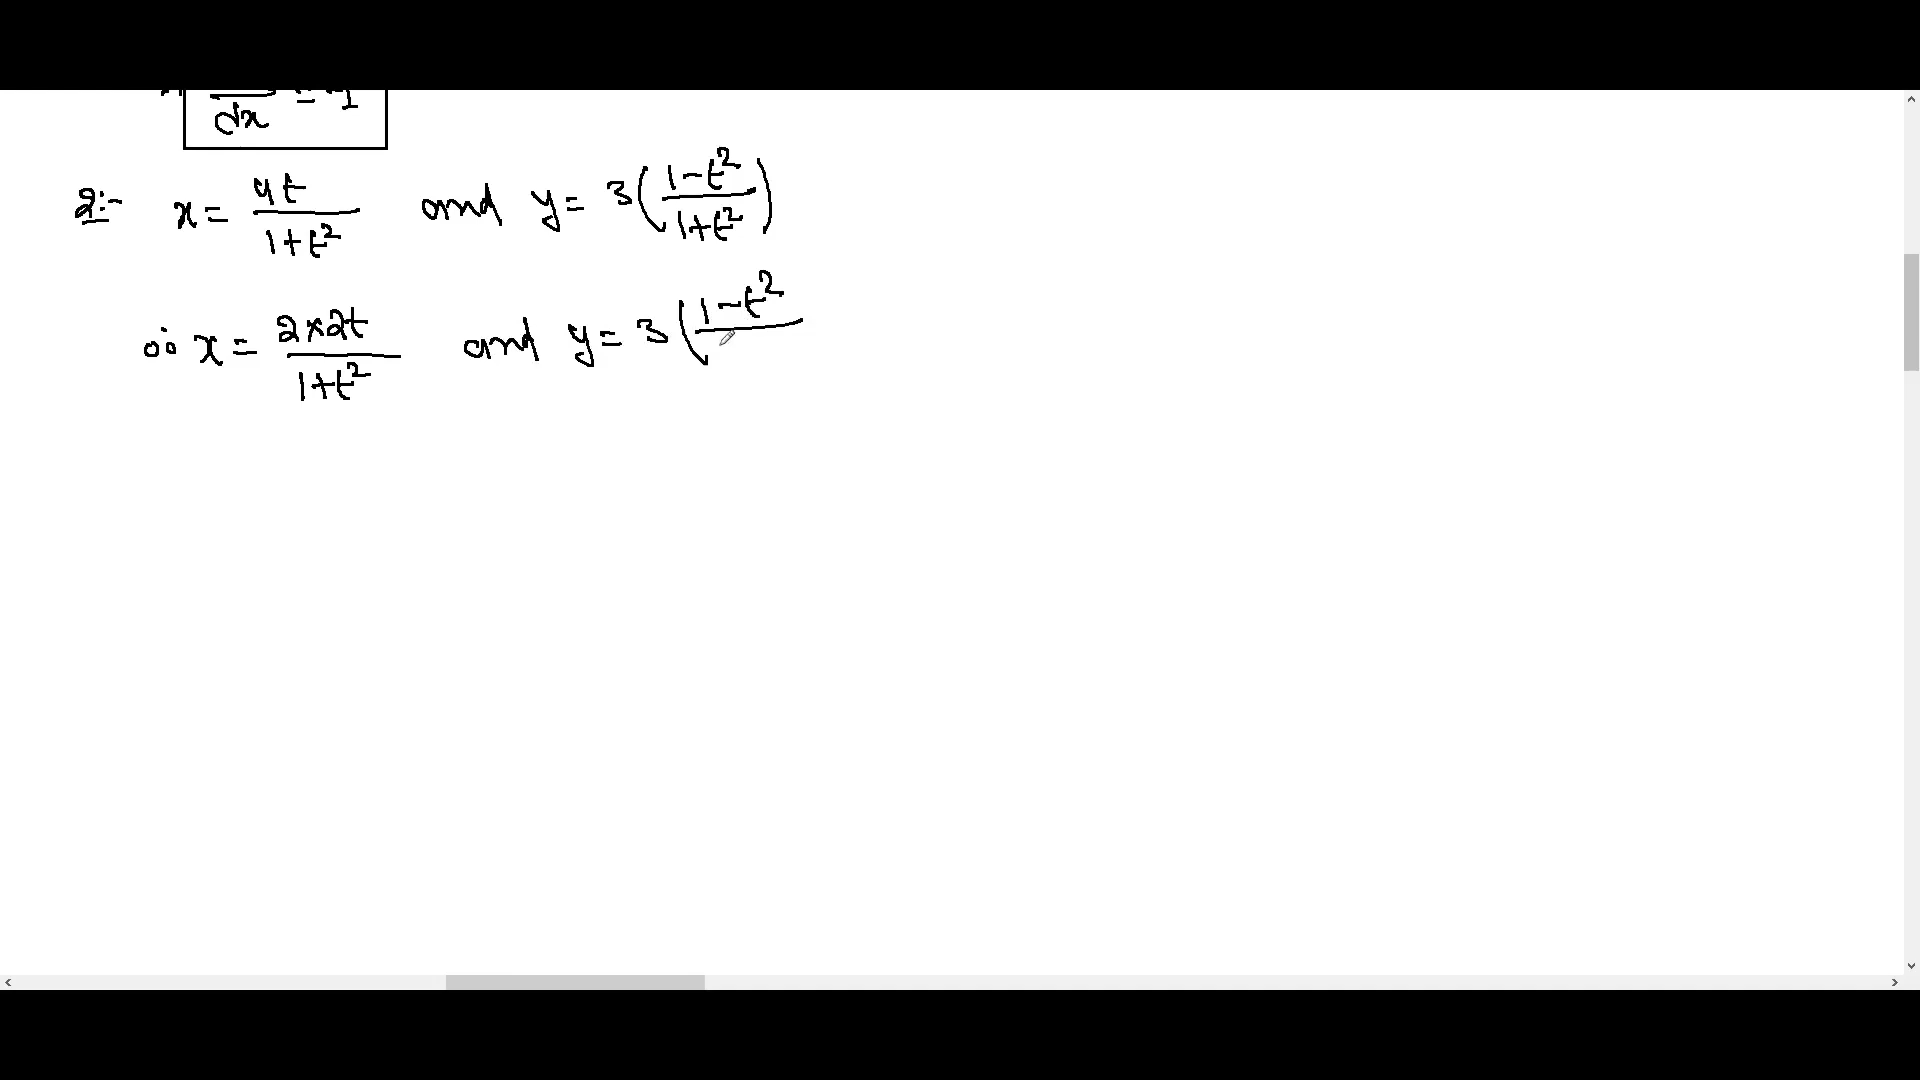 dx =
2:- x = 4t / 1+t² and y = 3(1-t² / 1+t²)
∴ x = 2×2t / 1+t² and y = 3(1-t² /